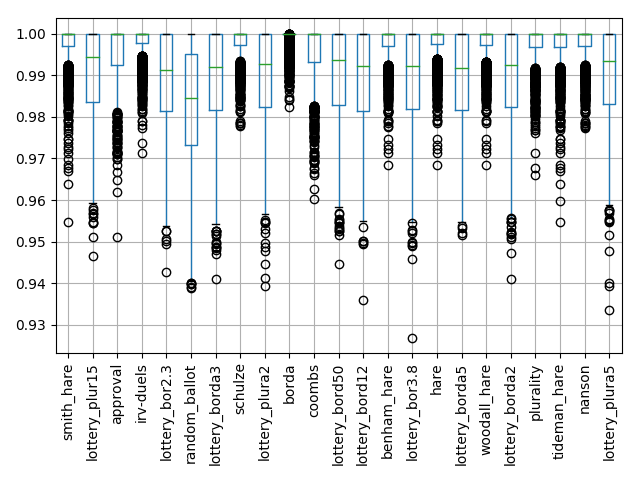 1.00
0.99
0.98
0.97
0.96
0.95
0.94
0.93
smith_hare
lottery_plur15
approval
irv-duels
lottery_bor2.3
random_ballot
lottery_borda3
schulze
lottery_plura2
borda
coombs
lottery_bord50
lottery_bord12
benham_hare
lottery_bor3.8
hare
lottery_borda5
woodall_hare
lottery_borda2
plurality
tideman_hare
nanson
lottery_plura5